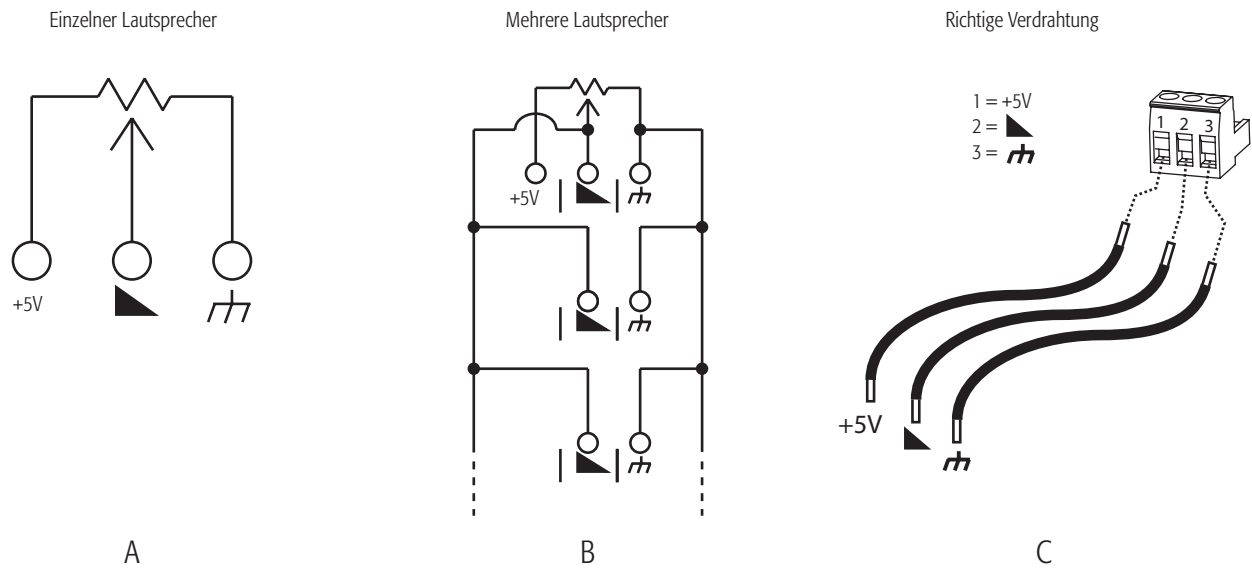 Einzelner Lautsprecher
Mehrere Lautsprecher
Richtige Verdrahtung
+5V
+5V
1 = +5V
2 =
3 =
1 2 3
+5V
A
B
C